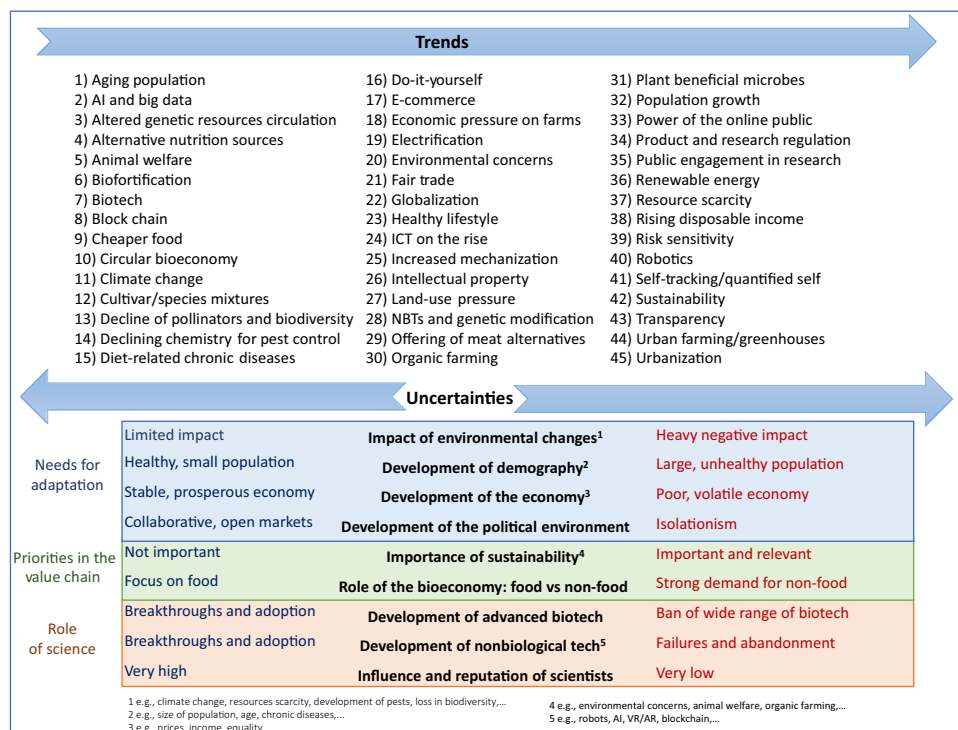 Trends
1) Aging population
2) AI and big data
3) Altered genetic resources circulation
4) Alternative nutrition sources
5) Animal welfare
6) Biofortification
7) Biotech
8) Block chain
9) Cheaper food
10) Circular bioeconomy
11) Climate change
12) Cultivar/species mixtures
13) Decline of pollinators and biodiversity
14) Declining chemistry for pest control
15) Diet-related chronic diseases
16) Do-it-yourself
17) E-commerce
18) Economic pressure on farms
19) Electrification
20) Environmental concerns
21) Fair trade
22) Globalization
23) Healthy lifestyle
24) ICT on the rise
25) Increased mechanization
26) Intellectual property
27) Land-use pressure
28) NBTs and genetic modification
29) Offering of meat alternatives
30) Organic farming
31) Plant beneficial microbes
32) Population growth
33) Power of the online public
34) Product and research regulation
35) Public engagement in research
36) Renewable energy
37) Resource scarcity
38) Rising disposable income
39) Risk sensitivity
40) Robotics
41) Self-tracking/quantified self
42) Sustainability
43) Transparency
44) Urban farming/greenhouses
45) Urbanization
Uncertainties
Needs for
adaptation
Limited impact Impact of environmental changes¹ Heavy negative impact
Healthy, small population Development of demography² Large, unhealthy population
Stable, prosperous economy Development of the economy³ Poor, volatile economy
Collaborative, open markets Development of the political environment Isolationism
Priorities in the
value chain
Not important Importance of sustainability⁴ Important and relevant
Focus on food Role of the bioeconomy: food vs non-food Strong demand for non-food
Role
of science
Breakthroughs and adoption Development of advanced biotech Ban of wide range of biotech
Breakthroughs and adoption Development of nonbiological tech⁵ Failures and abandonment
Very high Influence and reputation of scientists Very low
1 e.g., climate change, resources scarcity, development of pests, loss in biodiversity,...
2 e.g., size of population, age, chronic diseases,...
3 e.g., prices, income, equality
4 e.g., environmental concerns, animal welfare, organic farming,...
5 e.g., robots, AI, VR/AR, blockchain,...